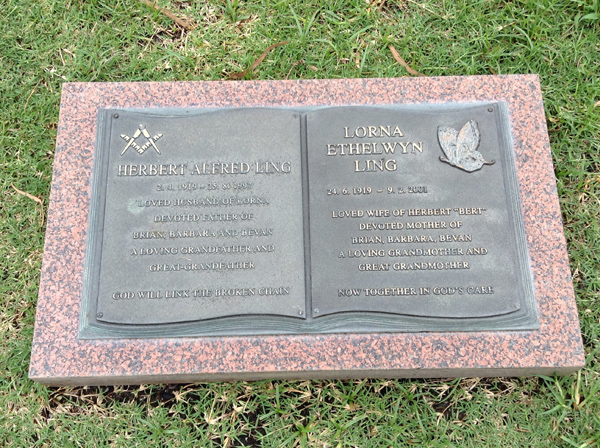 HERBERT ALFRED LING
LOVED HUSBAND OF LORNA
DEVOTED FATHER OF
BRIAN, BARBARA AND BEVAN
A LOVING GRANDFATHER AND
GREAT-GRANDFATHER
GOD WILL LINK THE BROKEN CHAIN
LORNA
ETHELWYN
LING
24. 6. 1919 – 9. 2. 2001
LOVED WIFE OF HERBERT "BERT"
DEVOTED MOTHER OF
BRIAN, BARBARA, BEVAN
A LOVING GRANDMOTHER AND
GREAT GRANDMOTHER
NOW TOGETHER IN GOD'S CARE